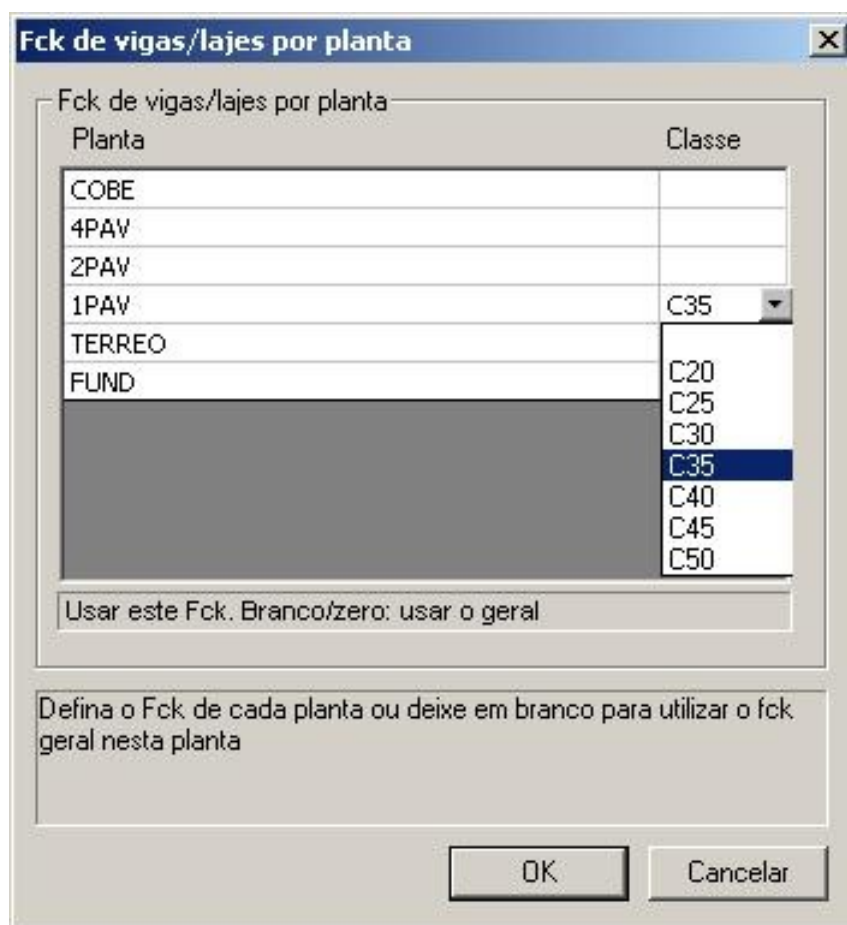 Fck de vigas/lajes por planta
Fck de vigas/lajes por planta
Planta Classe
COBE
4PAV
2PAV
1PAV C35
TERREO
FUND
C20
C25
C30
C35
C40
C45
C50
Usar este Fck. Branco/zero: usar o geral
Defina o Fck de cada planta ou deixe em branco para utilizar o fck
geral nesta planta
OK Cancelar